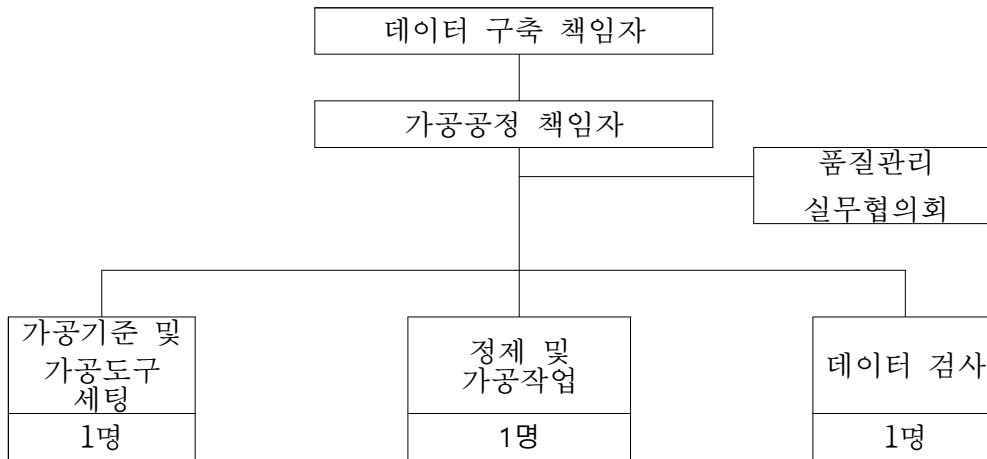 데이터 구축 책임자
가공공정 책임자
품질관리
실무협의회
가공기준 및
가공도구
세팅
1명
정제 및
가공작업
1명
데이터 검사
1명